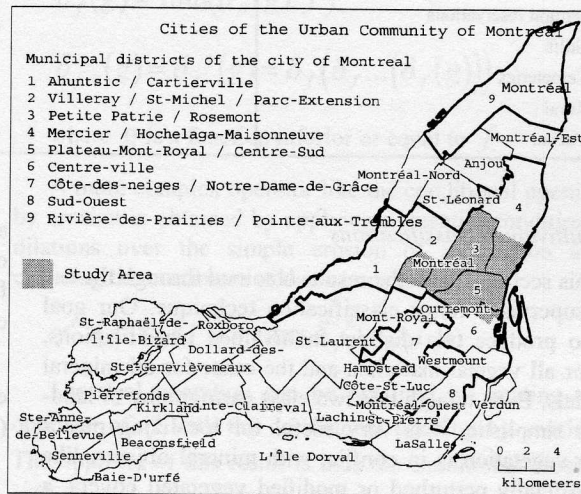 Cities of the Urban Community of Montreal
Municipal districts of the city of Montreal
1 Ahuntsic / Cartierville
2 Villeray / St-Michel / Parc-Extension
3 Petite Patrie / Rosemont
4 Mercier / Hochelaga-Maisonneuve
5 Plateau-Mont-Royal / Centre-Sud
6 Centre-ville
7 Côte-des-neiges / Notre-Dame-de-Grâce
8 Sud-Ouest
9 Rivière-des-Prairies / Pointe-aux-Trembles
Study Area
9
Montréal
Montréal-Est
Anjou
Montréal-Nord
St-Léonard
4
2
3
1
Montréal
5
Mont-Royal
Outremont
6
St-Laurent
Westmount
Hampstead
Côte-St-Luc
8
Montréal-Ouest
Verdun
Lachine
St-Pierre
LaSalle
St-Raphaël-de-
l'Île-Bizard
Roxboro
Dollard-des-
Ste-Geneviève
Pierrefonds
Kirkland
Ste-Anne-
de-Bellevue
Beaconsfield
Senneville
L'Île Dorval
Baie-D'urfé
0 2 4
kilometers